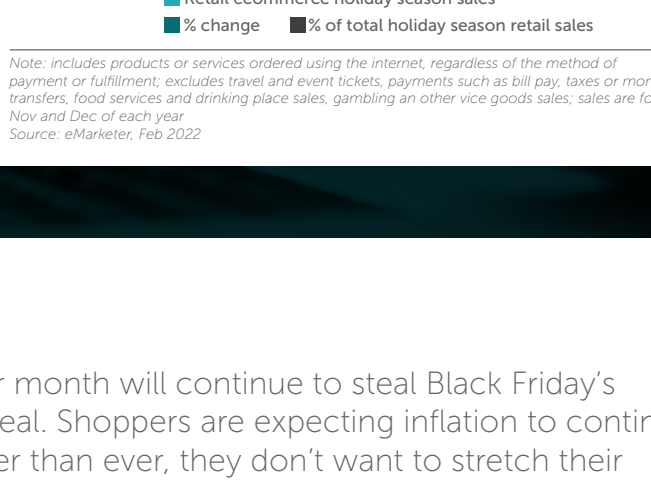 Retail ecommerce holiday season sales
% change % of total holiday season retail sales
Note: includes products or services ordered using the internet, regardless of the method of
payment or fulfillment; excludes travel and event tickets, payments such as bill pay, taxes or mon
transfers, food services and drinking place sales, gambling an other vice goods sales; sales are fo
Nov and Dec of each year
Source: eMarketer, Feb 2022
r month will continue to steal Black Friday’s
eal. Shoppers are expecting inflation to contin
er than ever, they don’t want to stretch their